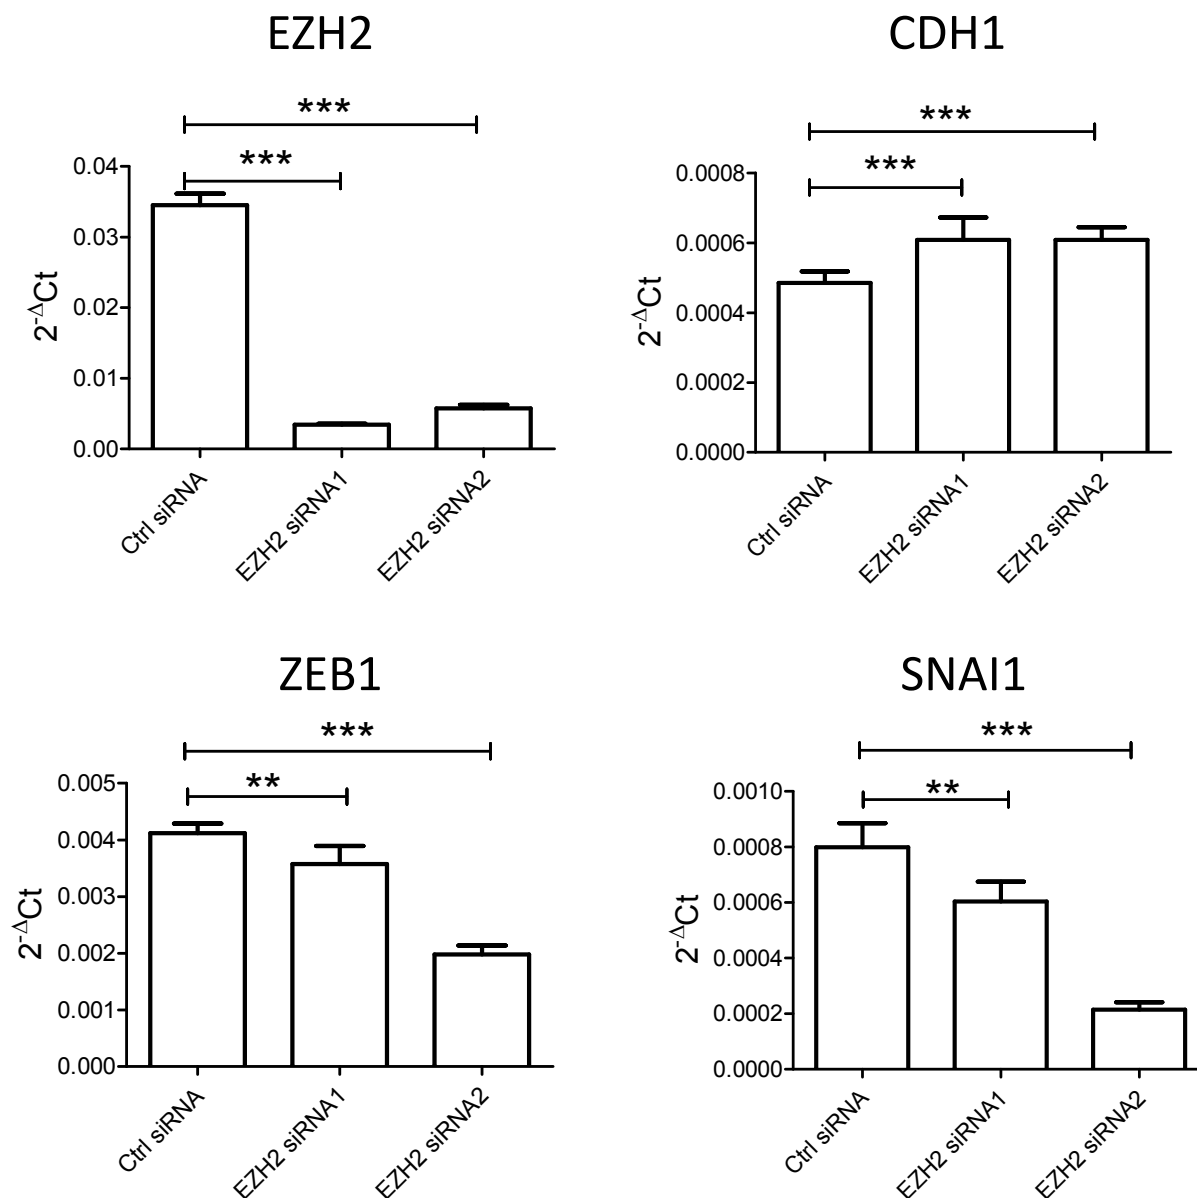 EZH2
***
***
0.04
0.03
0.02
0.01
0.00
2-ΔCt
Ctrl siRNA
EZH2 siRNA1
EZH2 siRNA2
CDH1
***
***
0.0008
0.0006
0.0004
0.0002
0.0000
2-ΔCt
Ctrl siRNA
EZH2 siRNA1
EZH2 siRNA2
ZEB1
***
**
0.005
0.004
0.003
0.002
0.001
0.000
2-ΔCt
Ctrl siRNA
EZH2 siRNA1
EZH2 siRNA2
SNAI1
***
**
0.0010
0.0008
0.0006
0.0004
0.0002
0.0000
2-ΔCt
Ctrl siRNA
EZH2 siRNA1
EZH2 siRNA2